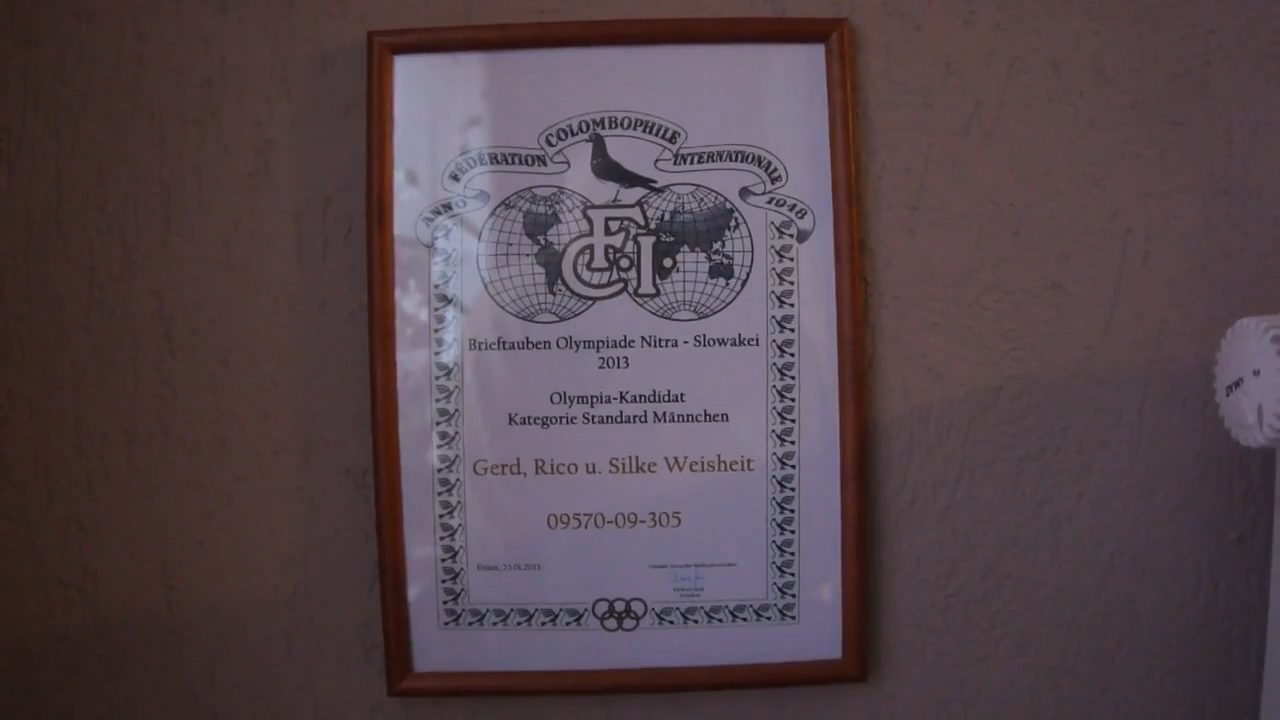 COLOMBOPHILE
FÉDÉRATION INTERNATIONALE
ANNO 1948
F.C.I.
Brieftauben Olympiade Nitra - Slowakei
2013
Olympia-Kandidat
Kategorie Standard Männchen
Gerd, Rico u. Silke Weisheit
09570-09-305